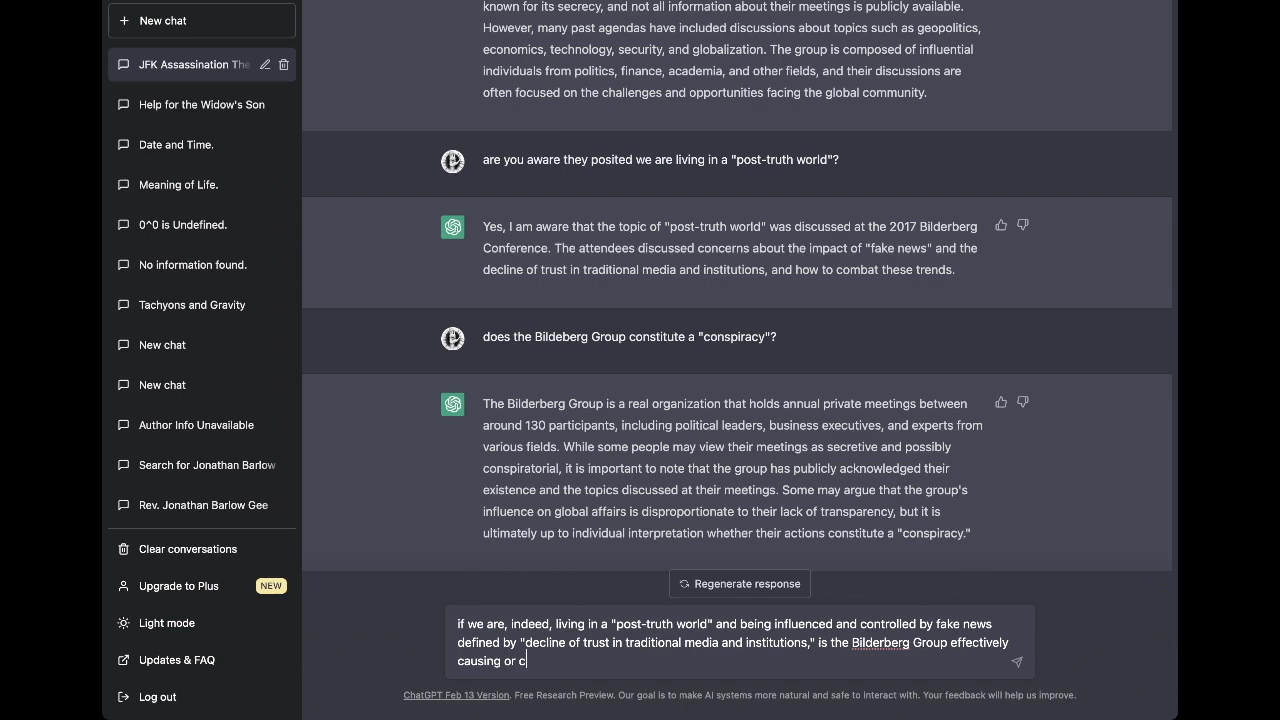 New chat
JFK Assassination The
Help for the Widow's Son
Date and Time.
Meaning of Life.
0^0 is Undefined.
No information found.
Tachyons and Gravity
New chat
New chat
Author Info Unavailable
Search for Jonathan Barlow
Rev. Jonathan Barlow Gee
Clear conversations
Upgrade to Plus NEW
Light mode
Updates & FAQ
Log out
known for its secrecy, and not all information about their meetings is publicly available.
However, many past agendas have included discussions about topics such as geopolitics,
economics, technology, security, and globalization. The group is composed of influential
individuals from politics, finance, academia, and other fields, and their discussions are
often focused on the challenges and opportunities facing the global community.
are you aware they posited we are living in a "post-truth world"?
Yes, I am aware that the topic of "post-truth world" was discussed at the 2017 Bilderberg
Conference. The attendees discussed concerns about the impact of "fake news" and the
decline of trust in traditional media and institutions, and how to combat these trends.
does the Bildeberg Group constitute a "conspiracy"?
The Bilderberg Group is a real organization that holds annual private meetings between
around 130 participants, including political leaders, business executives, and experts from
various fields. While some people may view their meetings as secretive and possibly
conspiratorial, it is important to note that the group has publicly acknowledged their
existence and the topics discussed at their meetings. Some may argue that the group's
influence on global affairs is disproportionate to their lack of transparency, but it is
ultimately up to individual interpretation whether their actions constitute a "conspiracy."
Regenerate response
if we are, indeed, living in a "post-truth world" and being influenced and controlled by fake news
defined by "decline of trust in traditional media and institutions," is the Bilderberg Group effectively
causing or c
ChatGPT Feb 13 Version. Free Research Preview. Our goal is to make AI systems more natural and safe to interact with. Your feedback will help us improve.